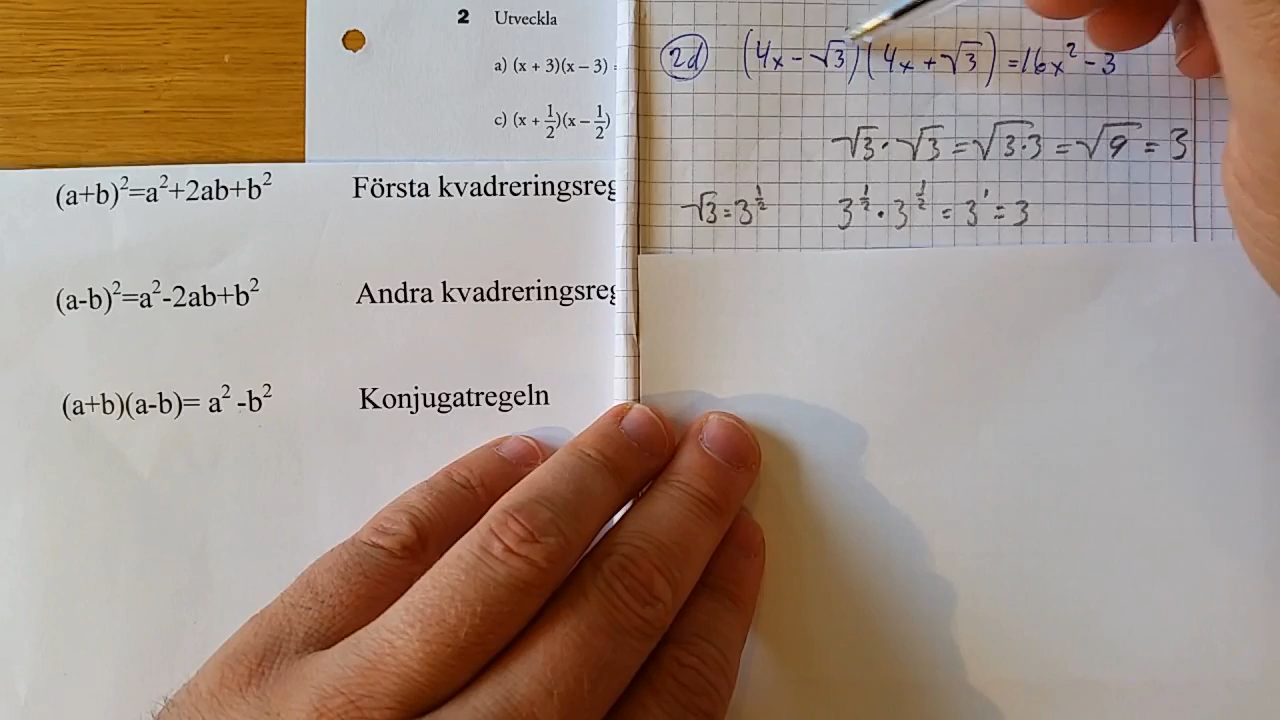 2 Utveckla
a) (x + 3)(x – 3) =
c) (x + 1/2)(x – 1/2)
(a+b)²=a²+2ab+b² Första kvadreringsreg
(a-b)²=a²-2ab+b² Andra kvadreringsreg
(a+b)(a-b)= a² -b² Konjugatregeln
2d (4x - √3)(4x + √3) = 16x² - 3
√3 · √3 = √3·3 = √9 = 3
√3 = 3^½ 3^½ · 3^½ = 3¹ = 3